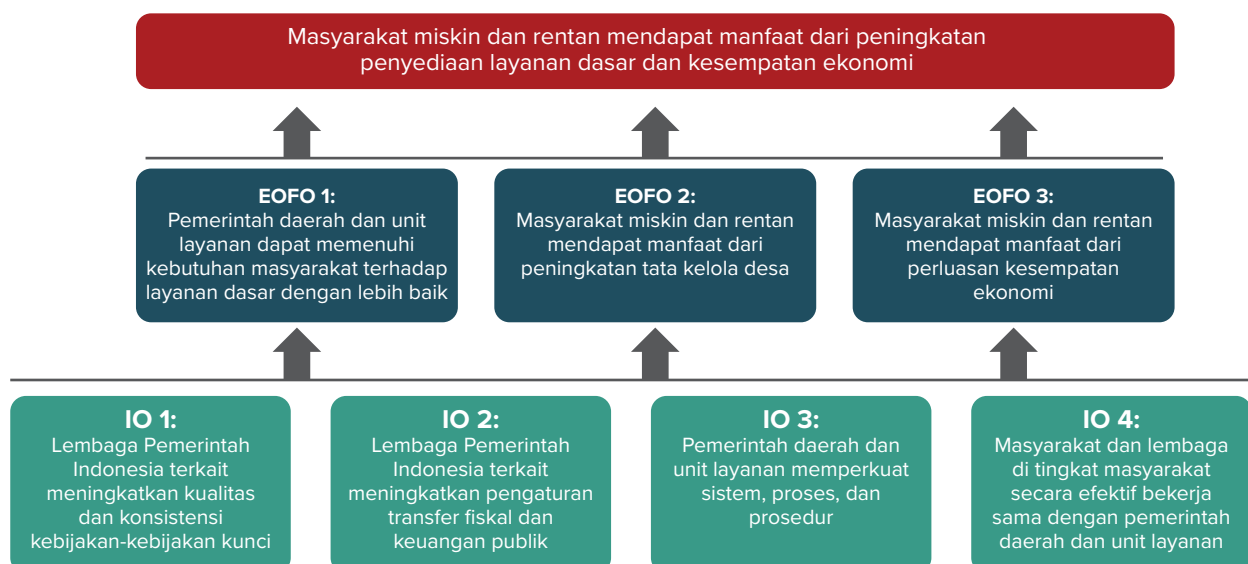 Masyarakat miskin dan rentan mendapat manfaat dari peningkatan
penyediaan layanan dasar dan kesempatan ekonomi
EOFO 1:
Pemerintah daerah dan unit
layanan dapat memenuhi
kebutuhan masyarakat terhadap
layanan dasar dengan lebih baik
EOFO 2:
Masyarakat miskin dan rentan
mendapat manfaat dari
peningkatan tata kelola desa
EOFO 3:
Masyarakat miskin dan rentan
mendapat manfaat dari
perluasan kesempatan
ekonomi
IO 1:
Lembaga Pemerintah
Indonesia terkait
meningkatkan kualitas
dan konsistensi
kebijakan-kebijakan kunci
IO 2:
Lembaga Pemerintah
Indonesia terkait
meningkatkan pengaturan
transfer fiskal dan
keuangan publik
IO 3:
Pemerintah daerah dan
unit layanan memperkuat
sistem, proses, dan
prosedur
IO 4:
Masyarakat dan lembaga
di tingkat masyarakat
secara efektif bekerja
sama dengan pemerintah
daerah dan unit layanan